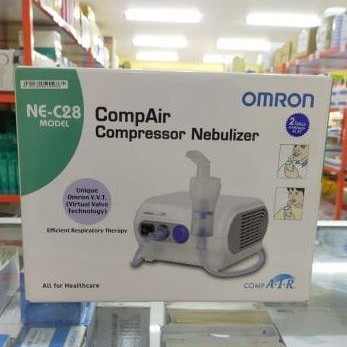 NE-C28
MODEL
CompAir
Compressor Nebulizer
OMRON
Unique
Omron V.V.T.
(Virtual Valve
Technology)
Efficient Respiratory Therapy
OMRON
All for Healthcare
COMP A·I·R